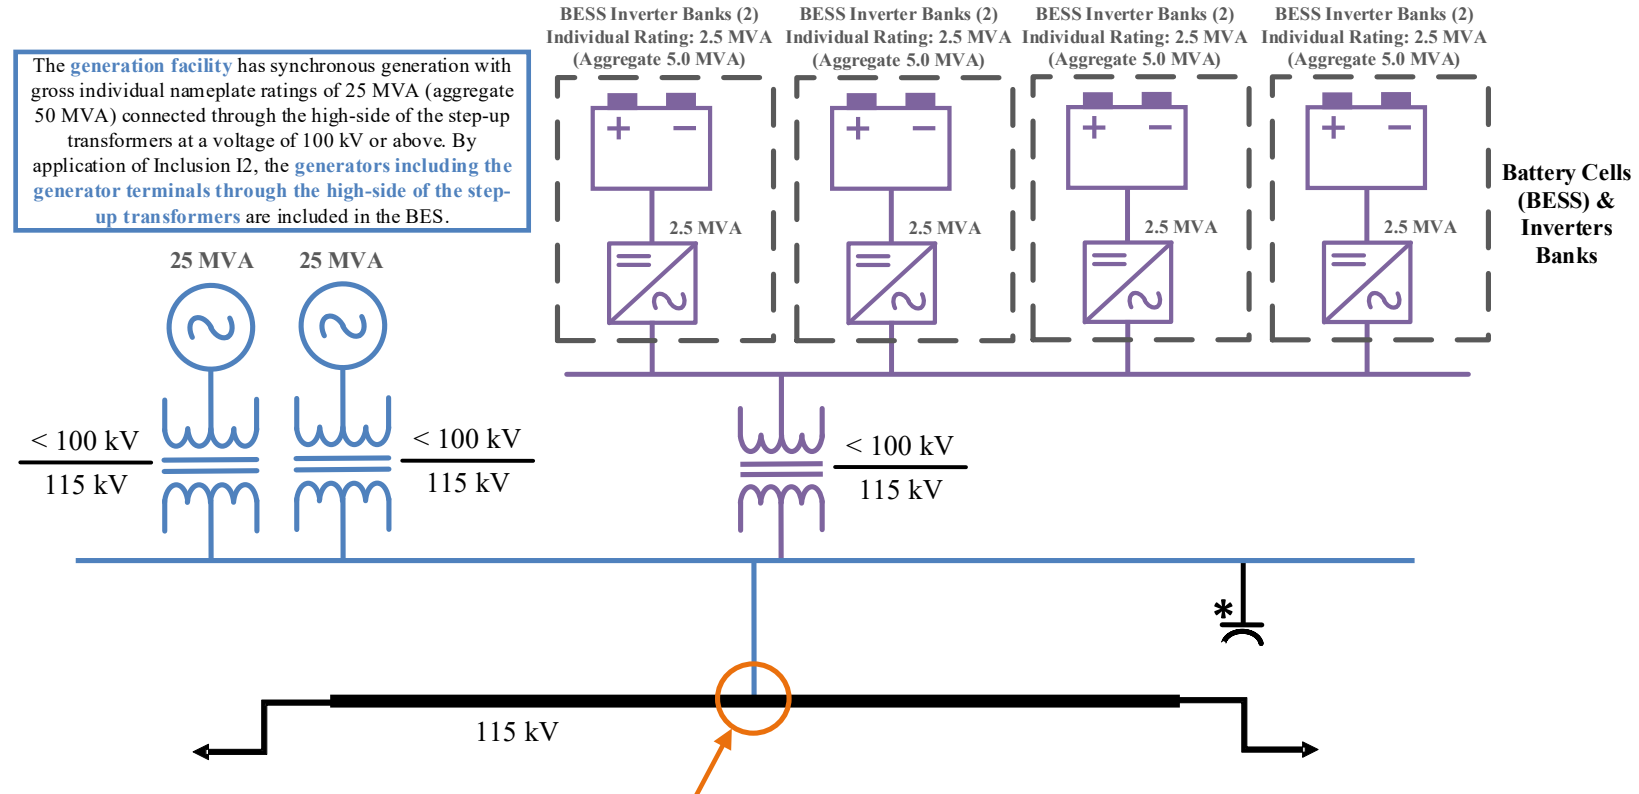 BESS Inverter Banks (2)
Individual Rating: 2.5 MVA
(Aggregate 5.0 MVA)
BESS Inverter Banks (2)
Individual Rating: 2.5 MVA
(Aggregate 5.0 MVA)
BESS Inverter Banks (2)
Individual Rating: 2.5 MVA
(Aggregate 5.0 MVA)
BESS Inverter Banks (2)
Individual Rating: 2.5 MVA
(Aggregate 5.0 MVA)
The generation facility has synchronous generation with
gross individual nameplate ratings of 25 MVA (aggregate
50 MVA) connected through the high-side of the step-up
transformers at a voltage of 100 kV or above. By
application of Inclusion I2, the generators including the
generator terminals through the high-side of the step-
up transformers are included in the BES.
+ −
+ −
+ −
+ −
Battery Cells
(BESS) &
Inverters
Banks
2.5 MVA
2.5 MVA
2.5 MVA
2.5 MVA
25 MVA
25 MVA
< 100 kV
115 kV
< 100 kV
115 kV
< 100 kV
115 kV
*
115 kV